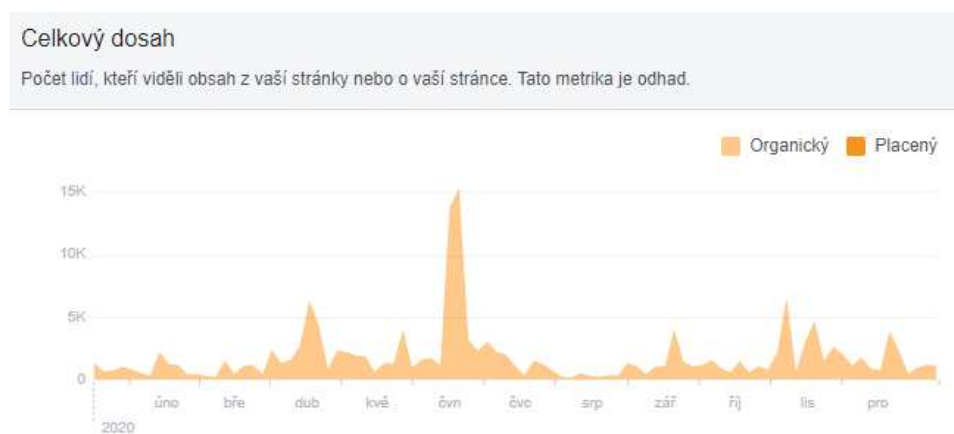 Celkový dosah
Počet lidí, kteří viděli obsah z vaší stránky nebo o vaší stránce. Tato metrika je odhad.
Organický Placený
15K
10K
5K
0
úno bře dub kvě čvn čvc srp zář říj lis pro
2020